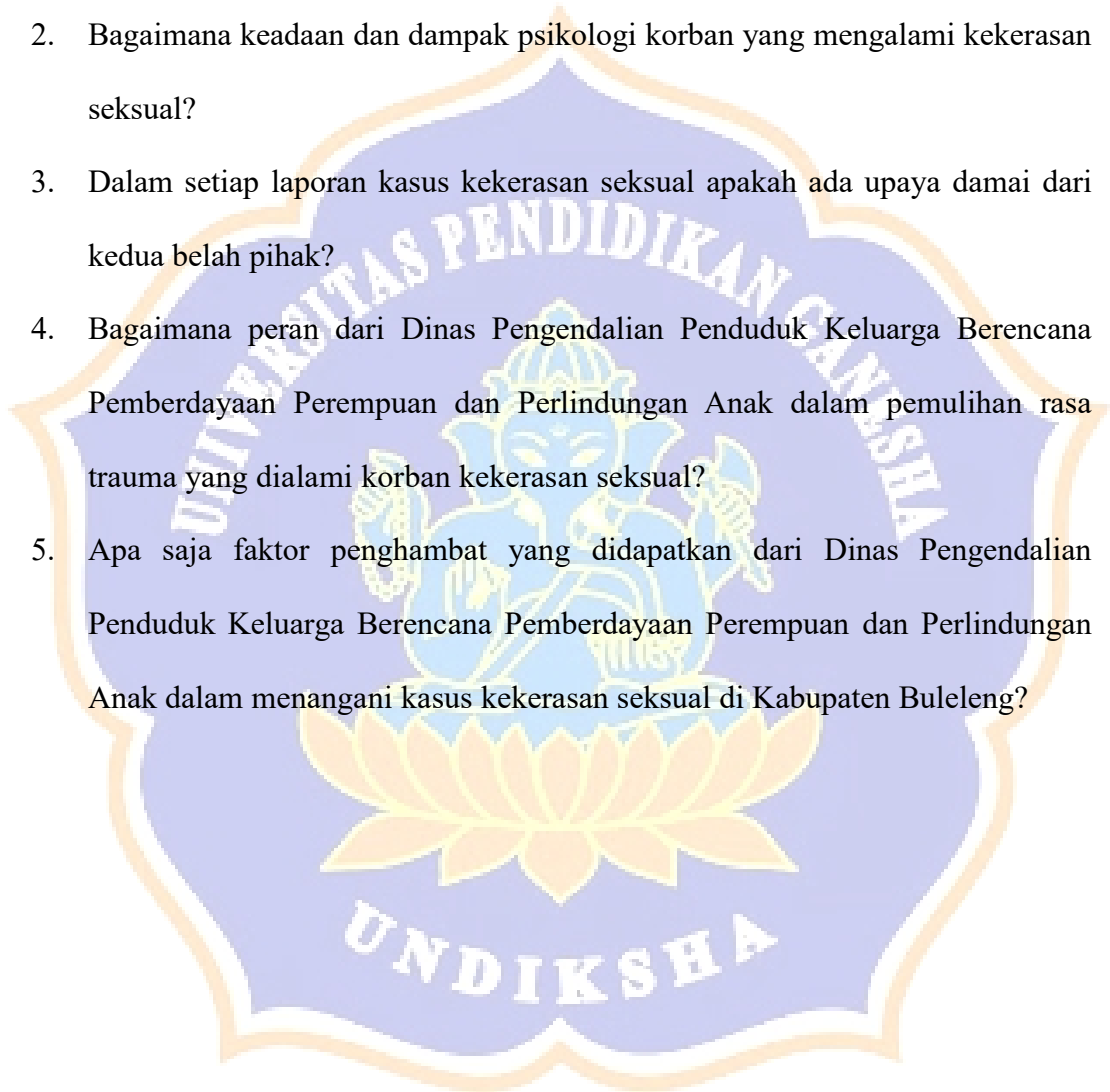 2. Bagaimana keadaan dan dampak psikologi korban yang mengalami kekerasan
seksual?
3. Dalam setiap laporan kasus kekerasan seksual apakah ada upaya damai dari
kedua belah pihak?
4. Bagaimana peran dari Dinas Pengendalian Penduduk Keluarga Berencana
Pemberdayaan Perempuan dan Perlindungan Anak dalam pemulihan rasa
trauma yang dialami korban kekerasan seksual?
5. Apa saja faktor penghambat yang didapatkan dari Dinas Pengendalian
Penduduk Keluarga Berencana Pemberdayaan Perempuan dan Perlindungan
Anak dalam menangani kasus kekerasan seksual di Kabupaten Buleleng?
UNIVERSITAS PENDIDIKAN GANESHA
UNDIKSHA